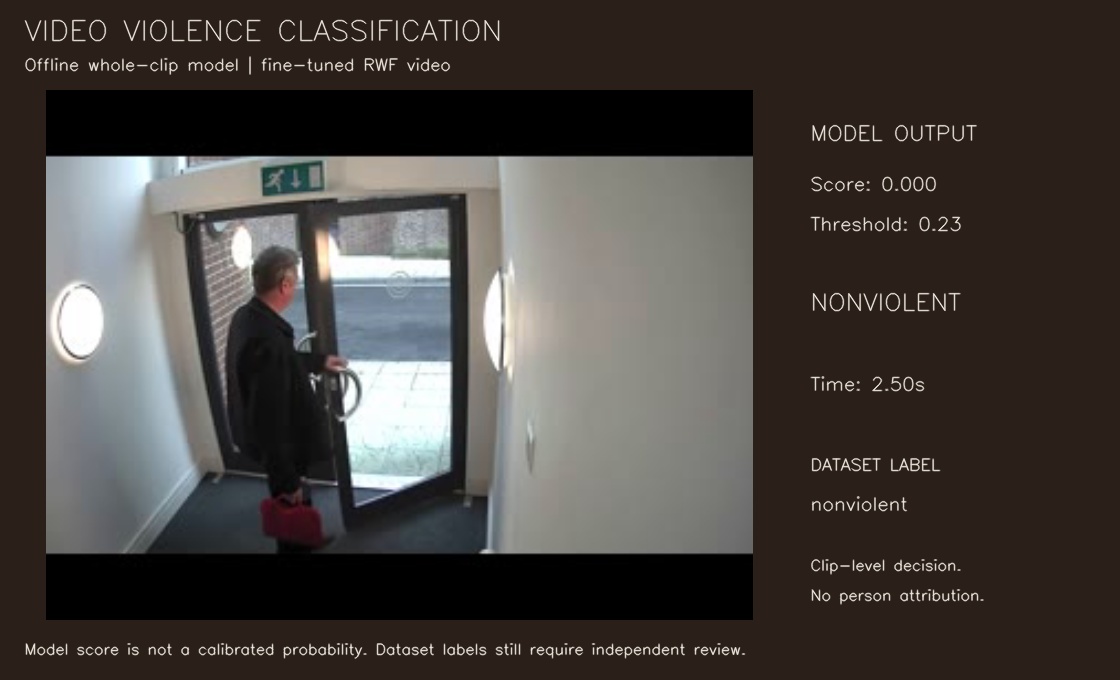 VIDEO VIOLENCE CLASSIFICATION
Offline whole-clip model | fine-tuned RWF video
MODEL OUTPUT
Score: 0.000
Threshold: 0.23
NONVIOLENT
Time: 2.50s
DATASET LABEL
nonviolent
Clip-level decision.
No person attribution.
Model score is not a calibrated probability. Dataset labels still require independent review.